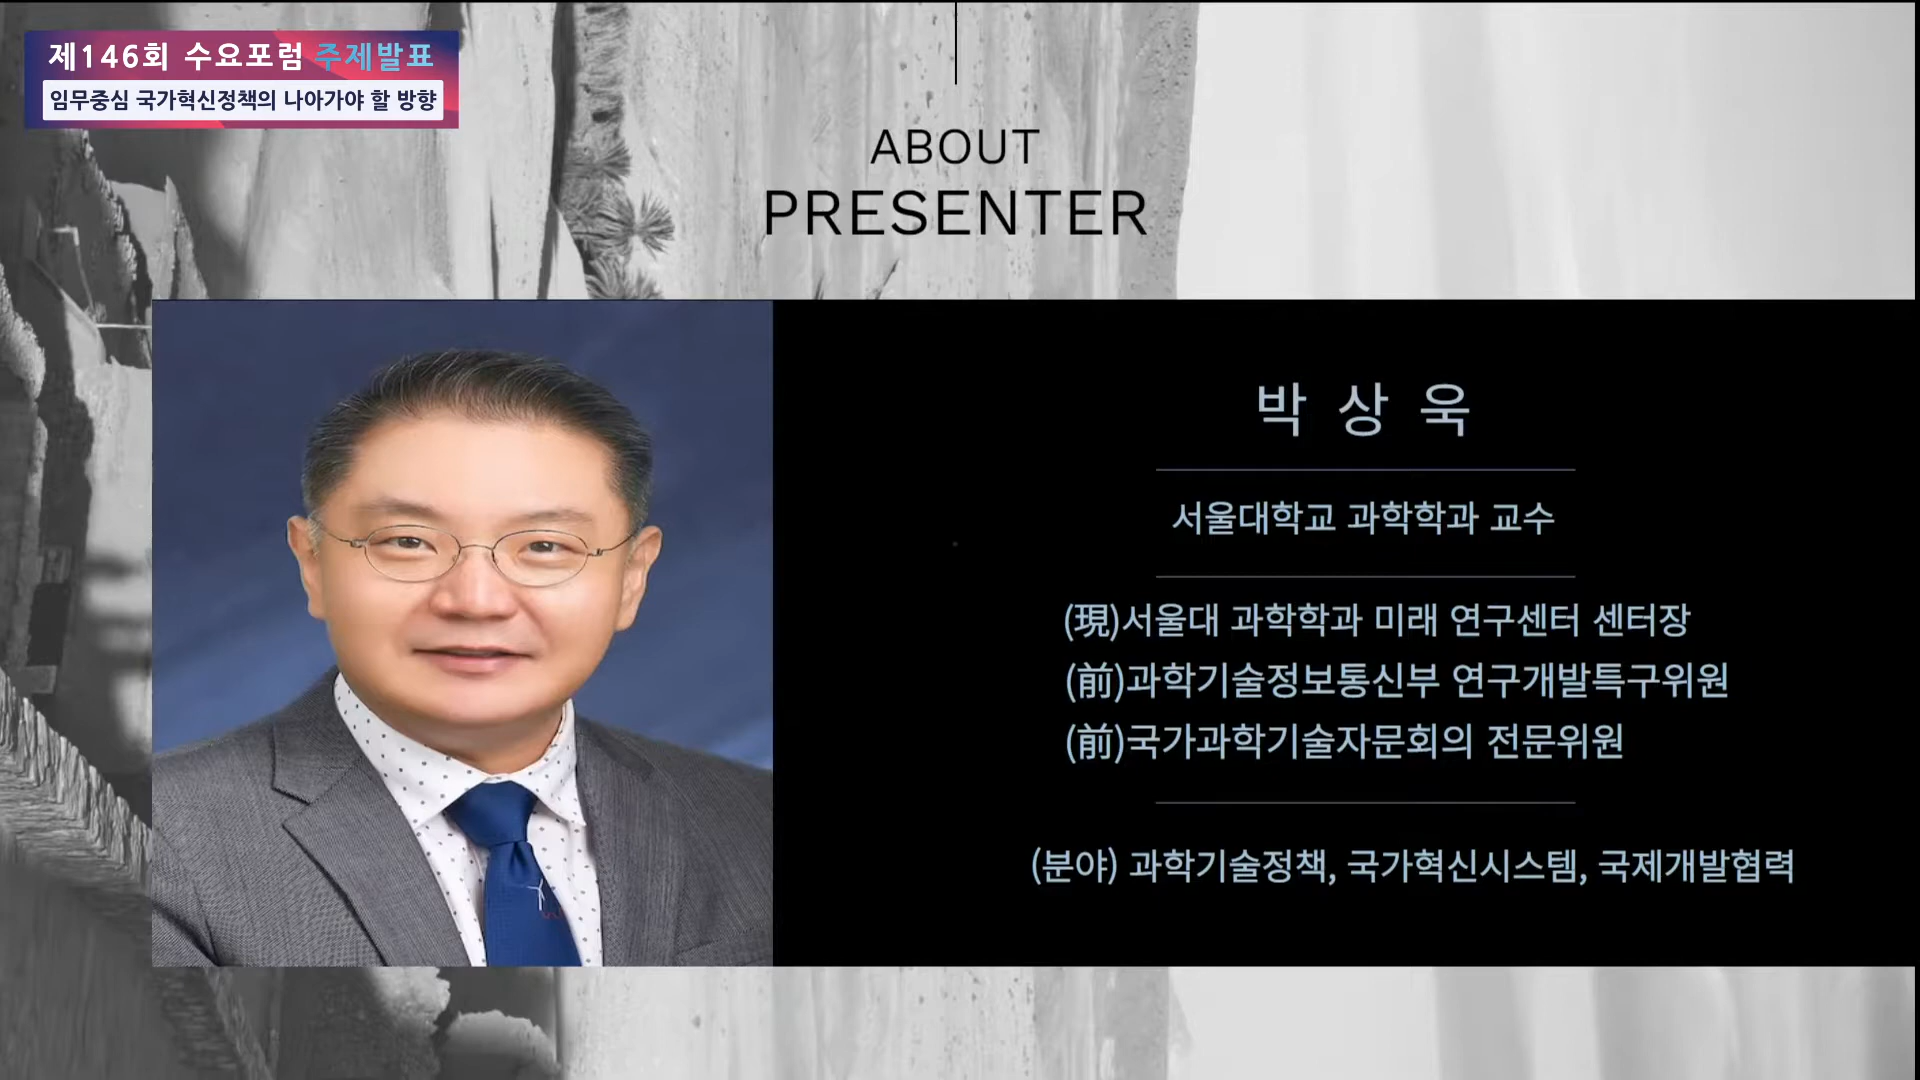 제146회 수요포럼 주제발표
임무중심 국가혁신정책의 나아가야 할 방향
ABOUT
PRESENTER
박 상 욱
서울대학교 과학학과 교수
(現)서울대 과학학과 미래 연구센터 센터장
(前)과학기술정보통신부 연구개발특구위원
(前)국가과학기술자문회의 전문위원
(분야) 과학기술정책, 국가혁신시스템, 국제개발협력